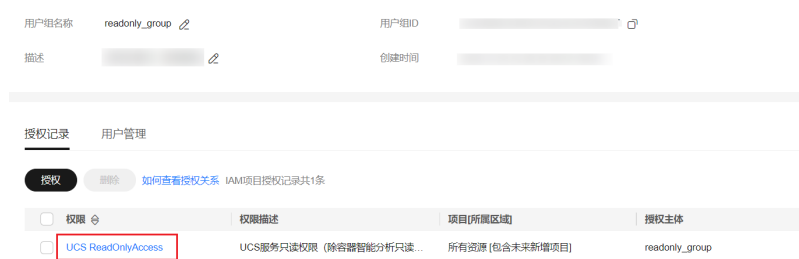 用户组名称 readonly_group 用户组ID
描述 创建时间
授权记录 用户管理
授权 删除 如何查看授权关系 IAM项目授权记录共1条
权限 权限描述 项目[所属区域] 授权主体
UCS ReadOnlyAccess UCS服务只读权限（除容器智能分析只读... 所有资源 [包含未来新增项目] readonly_group